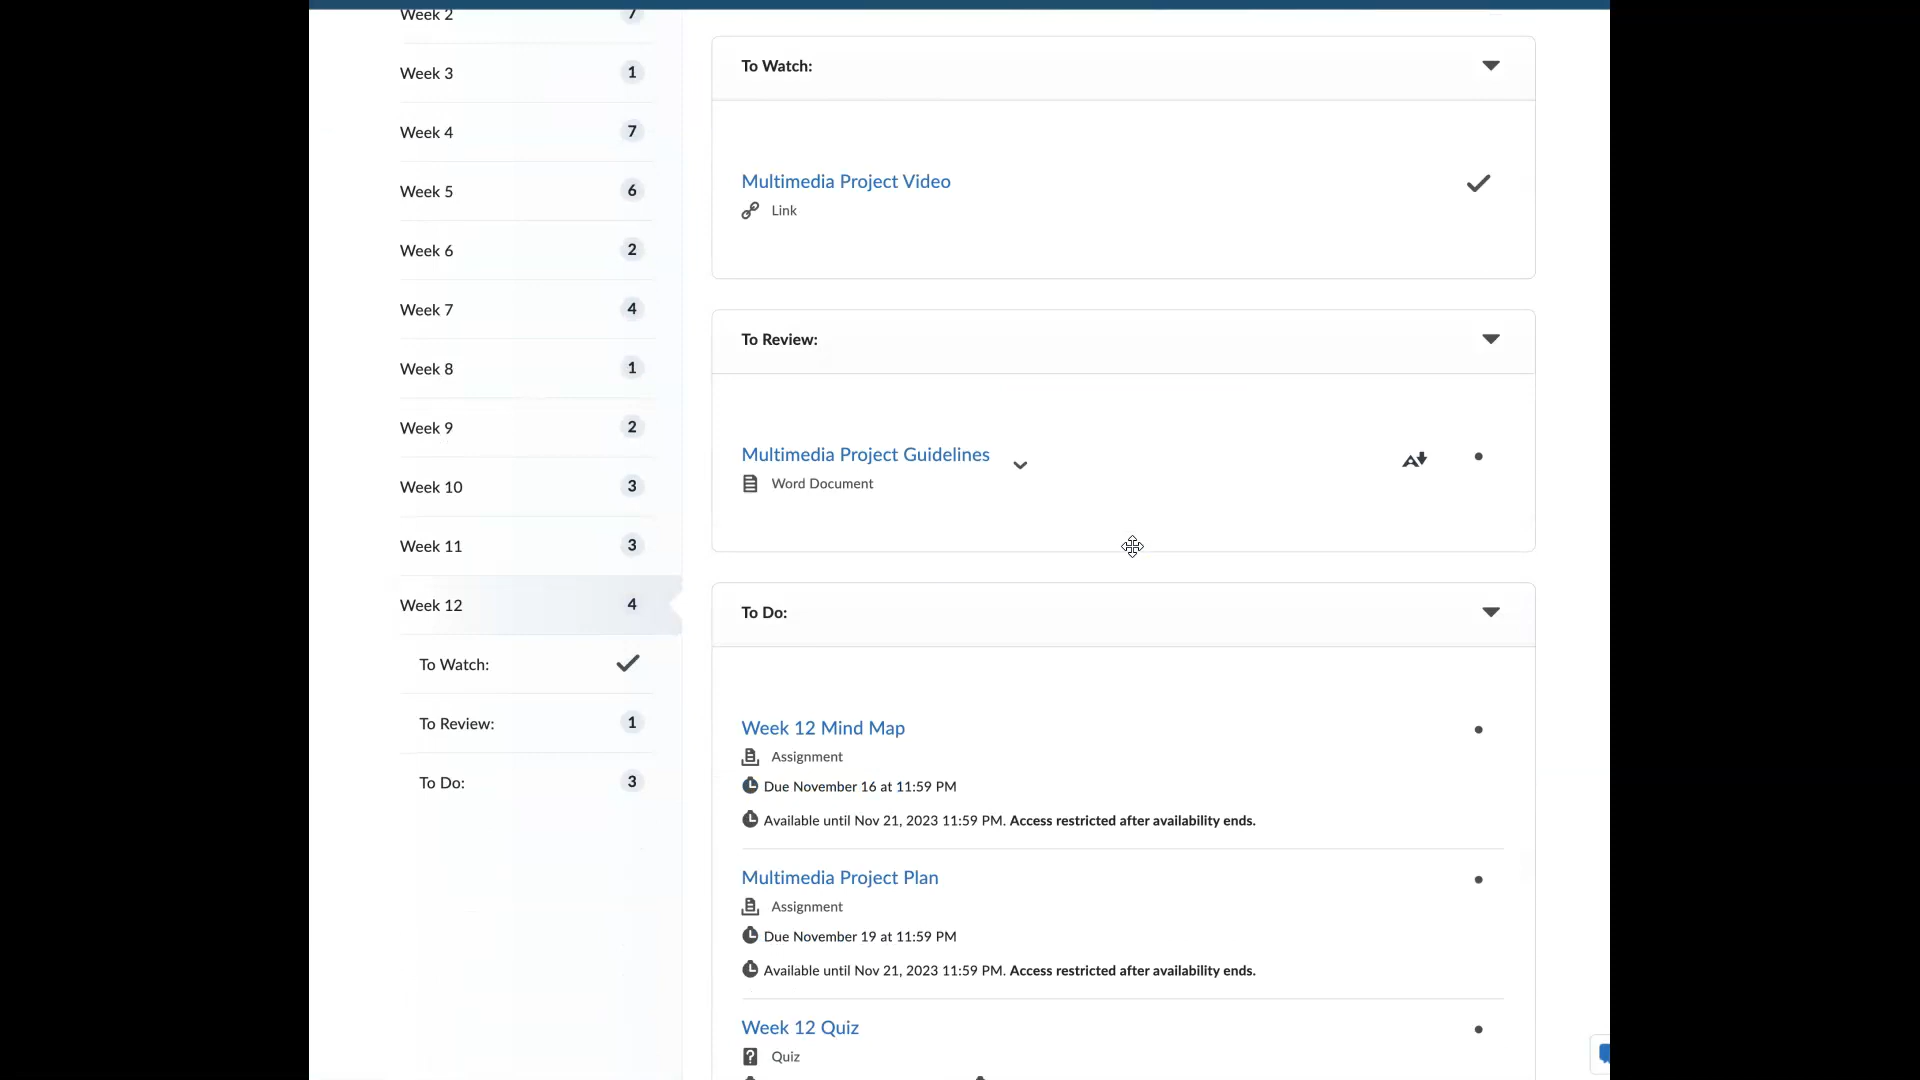 Week 2 7
Week 3 1
Week 4 7
Week 5 6
Week 6 2
Week 7 4
Week 8 1
Week 9 2
Week 10 3
Week 11 3
Week 12 4
To Watch:
To Review: 1
To Do: 3
To Watch:
Multimedia Project Video
Link
To Review:
Multimedia Project Guidelines
Word Document
To Do:
Week 12 Mind Map
Assignment
Due November 16 at 11:59 PM
Available until Nov 21, 2023 11:59 PM. Access restricted after availability ends.
Multimedia Project Plan
Assignment
Due November 19 at 11:59 PM
Available until Nov 21, 2023 11:59 PM. Access restricted after availability ends.
Week 12 Quiz
Quiz